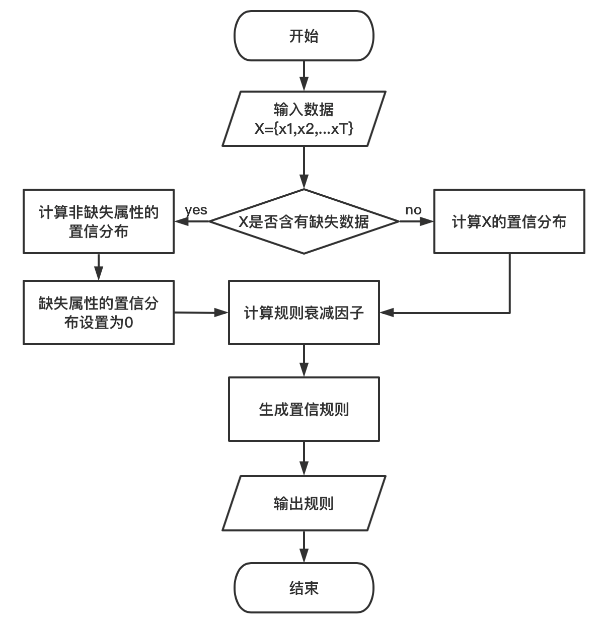 开始
输入数据
X={x1,x2,...xT}
X是否含有缺失数据
yes
no
计算非缺失属性的
置信分布
计算X的置信分布
缺失属性的置信分
布设置为0
计算规则衰减因子
生成置信规则
输出规则
结束